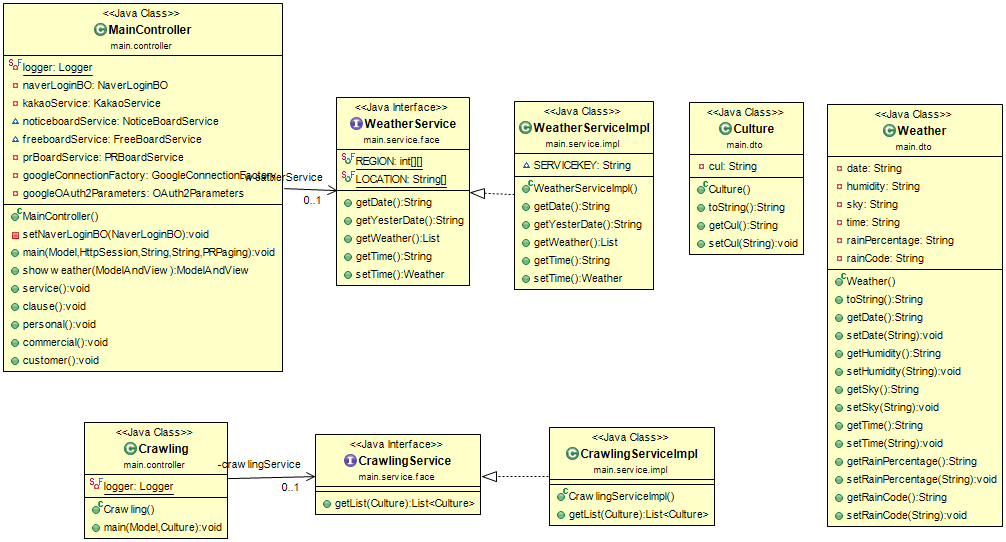 <<Java Class>>
MainController
main.controller
logger: Logger
naverLoginBO: NaverLoginBO
kakaoService: KakaoService
noticeboardService: NoticeBoardService
freeboardService: FreeBoardService
prBoardService: PRBoardService
googleConnectionFactory: GoogleConnectionFactory
googleOAuth2Parameters: OAuth2Parameters
MainController()
setNaverLoginBO(NaverLoginBO):void
main(Model,HttpSession,String,String,PRPaging):void
showweather(ModelAndView):ModelAndView
service():void
clause():void
personal():void
commercial():void
customer():void
weatherService
0..1
<<Java Interface>>
WeatherService
main.service.face
REGION: int[][]
LOCATION: String[]
getDate():String
getYesterDate():String
getWeather():List
getTime():String
setTime():Weather
<<Java Class>>
WeatherServiceImpl
main.service.impl
SERVICEKEY: String
WeatherServiceImpl()
getDate():String
getYesterDate():String
getWeather():List
getTime():String
setTime():Weather
<<Java Class>>
Culture
main.dto
cul: String
Culture()
toString():String
getCul():String
setCul(String):void
<<Java Class>>
Weather
main.dto
date: String
humidity: String
sky: String
time: String
rainPercentage: String
rainCode: String
Weather()
toString():String
getDate():String
setDate(String):void
getHumidity():String
setHumidity(String):void
getSky():String
setSky(String):void
getTime():String
setTime(String):void
getRainPercentage():String
setRainPercentage(String):void
getRainCode():String
setRainCode(String):void
<<Java Class>>
Crawling
main.controller
logger: Logger
Crawling()
main(Model,Culture):void
-crawlingService
0..1
<<Java Interface>>
CrawlingService
main.service.face
getList(Culture):List<Culture>
<<Java Class>>
CrawlingServiceImpl
main.service.impl
CrawlingServiceImpl()
getList(Culture):List<Culture>